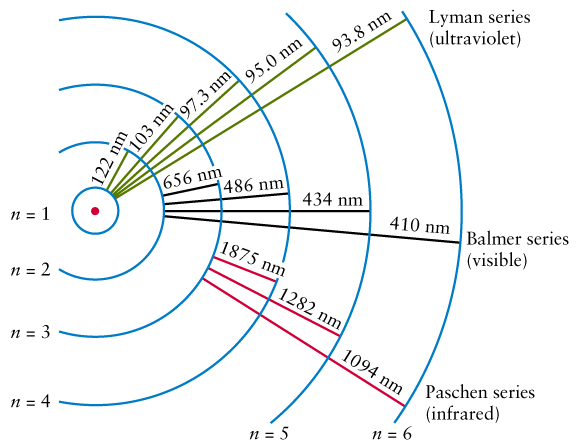 Lyman series
(ultraviolet)
122 nm
103 nm
97.3 nm
95.0 nm
93.8 nm
656 nm
486 nm
434 nm
410 nm
Balmer series
(visible)
1875 nm
1282 nm
1094 nm
Paschen series
(infrared)
n = 1
n = 2
n = 3
n = 4
n = 5
n = 6